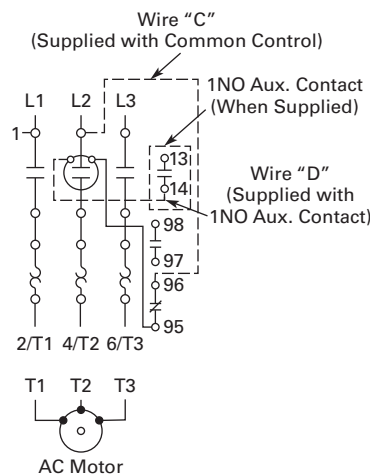 Wire “C”
(Supplied with Common Control)
1NO Aux. Contact
(When Supplied)
L1 L2 L3
1
13
14
Wire “D”
(Supplied with
1NO Aux. Contact)
98
97
96
95
2/T1 4/T2 6/T3
T1 T2 T3
AC Motor